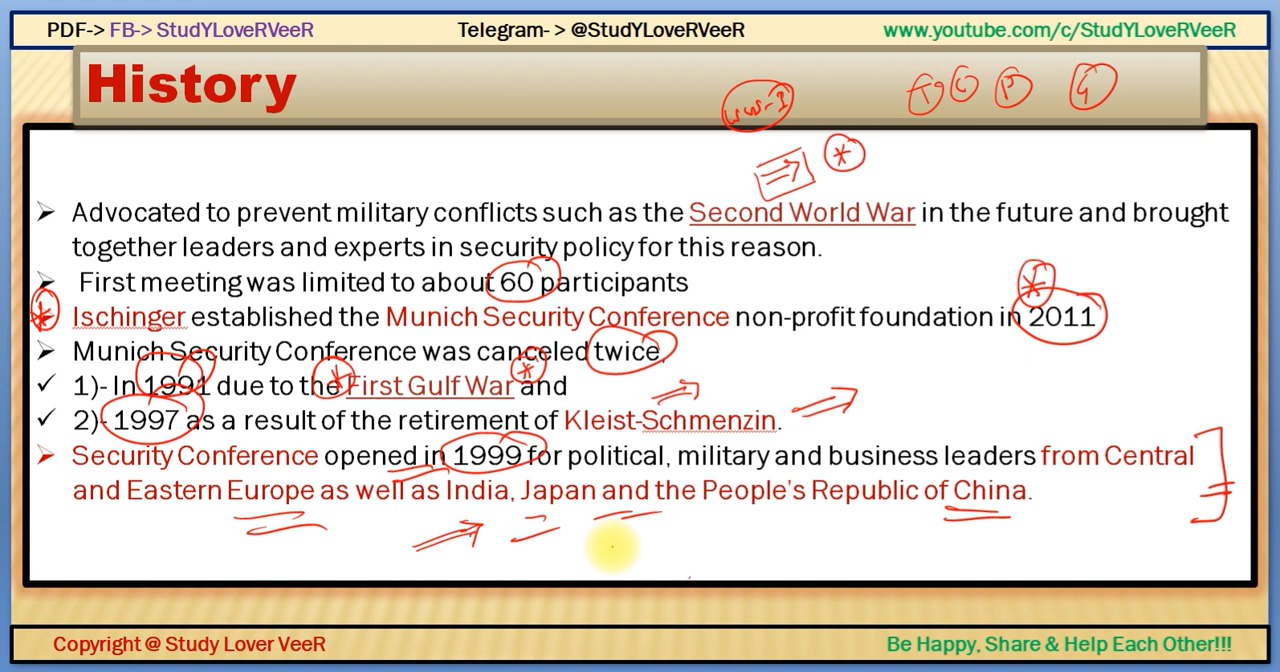 PDF-> FB-> StudYLoveRVeeR Telegram- > @StudYLoveRVeeR www.youtube.com/c/StudYLoveRVeeR
History
WW-I T C P G
➢ Advocated to prevent military conflicts such as the Second World War in the future and brought
together leaders and experts in security policy for this reason.
➢ First meeting was limited to about 60 participants
Ischinger established the Munich Security Conference non-profit foundation in 2011
➢ Munich Security Conference was canceled twice,
✓ 1)- In 1991 due to the First Gulf War and
✓ 2)- 1997 as a result of the retirement of Kleist-Schmenzin.
➢ Security Conference opened in 1999 for political, military and business leaders from Central
and Eastern Europe as well as India, Japan and the People's Republic of China.
Copyright @ Study Lover VeeR Be Happy, Share & Help Each Other!!!